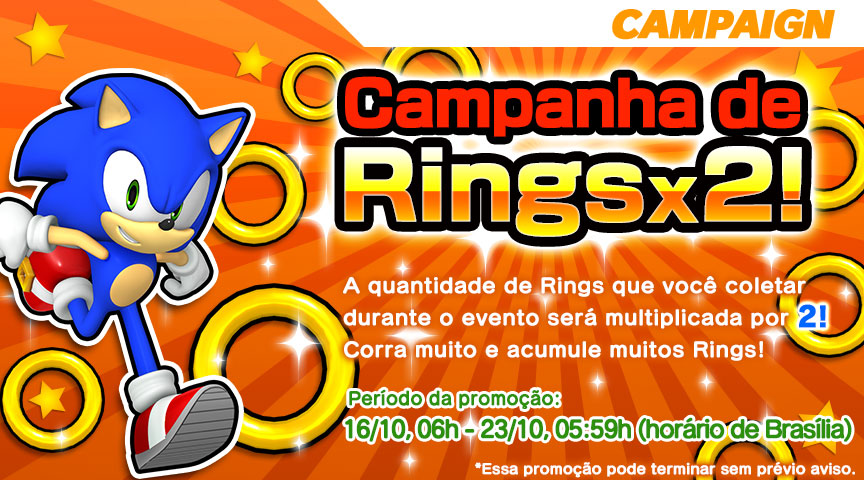 CAMPAIGN
Campanha de
Ringsx2!
A quantidade de Rings que você coletar
durante o evento será multiplicada por 2!
Corra muito e acumule muitos Rings!
Período da promoção:
16/10, 06h - 23/10, 05:59h (horário de Brasília)
*Essa promoção pode terminar sem prévio aviso.